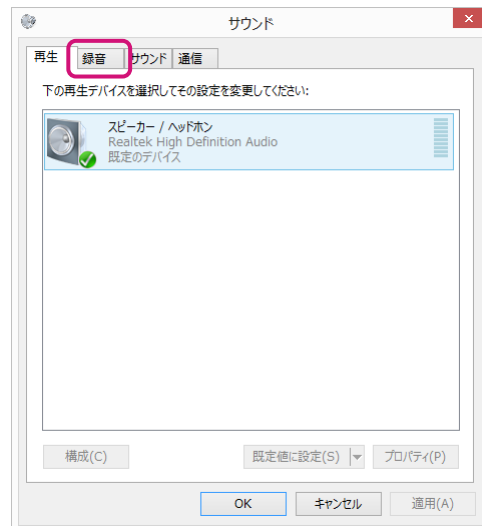 サウンド
再生 録音 サウンド 通信
下の再生デバイスを選択してその設定を変更してください:
スピーカー / ヘッドホン
Realtek High Definition Audio
既定のデバイス
構成(C) 既定値に設定(S) プロパティ(P)
OK キャンセル 適用(A)